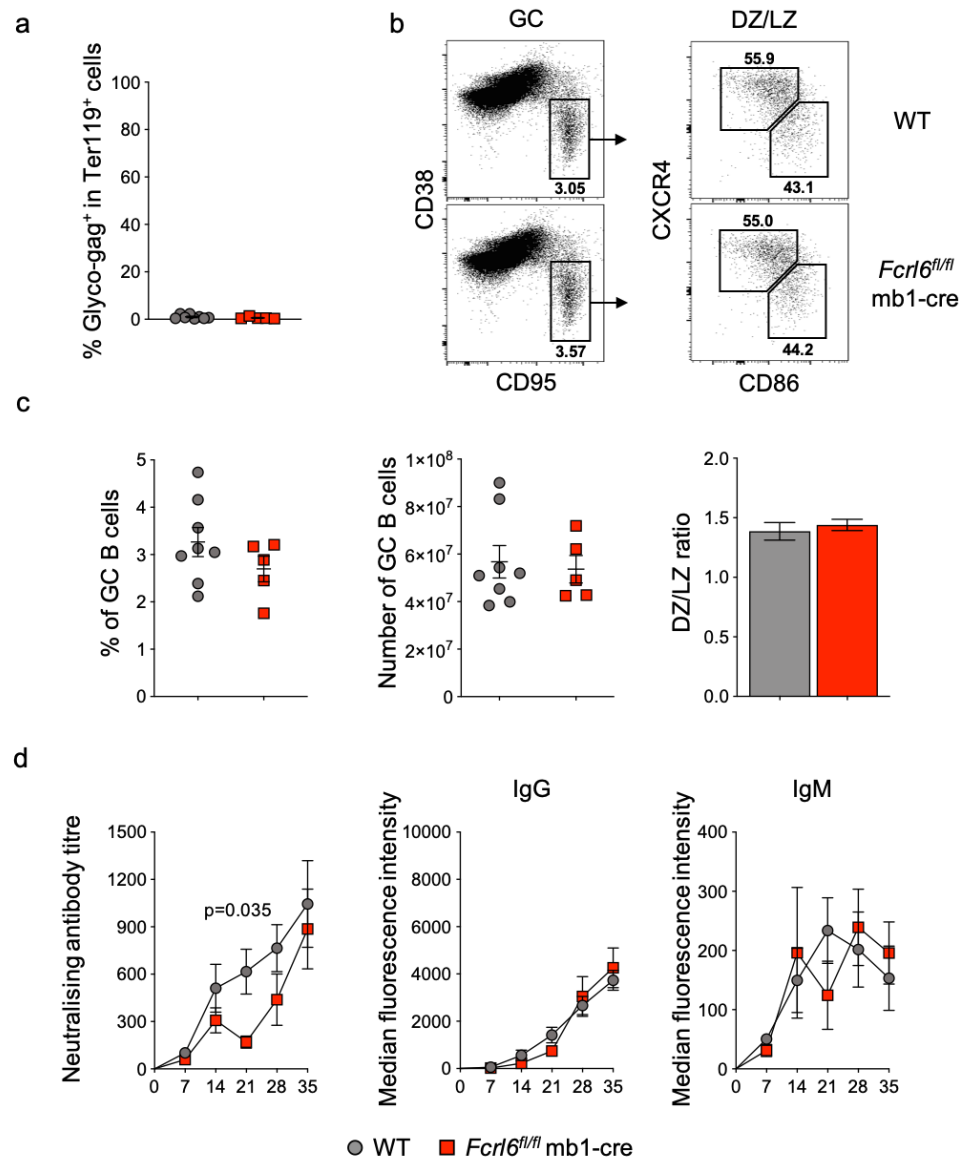 a
% Glyco-gag⁺ in Ter119⁺ cells
100
80
60
40
20
0
b
GC
DZ/LZ
CD38
3.05
3.57
CD95
CXCR4
55.9
43.1
55.0
44.2
CD86
WT
Fcrl6fl/fl
mb1-cre
c
% of GC B cells
5
4
3
2
1
0
Number of GC B cells
1×10⁸
8×10⁷
6×10⁷
4×10⁷
2×10⁷
0
DZ/LZ ratio
2.0
1.5
1.0
0.5
0.0
d
Neutralising antibody titre
1500
1200
900
600
300
0
p=0.035
0 7 14 21 28 35
IgG
Median fluorescence intensity
10000
8000
6000
4000
2000
0
0 7 14 21 28 35
IgM
Median fluorescence intensity
400
300
200
100
0
0 7 14 21 28 35
WT Fcrl6fl/fl mb1-cre